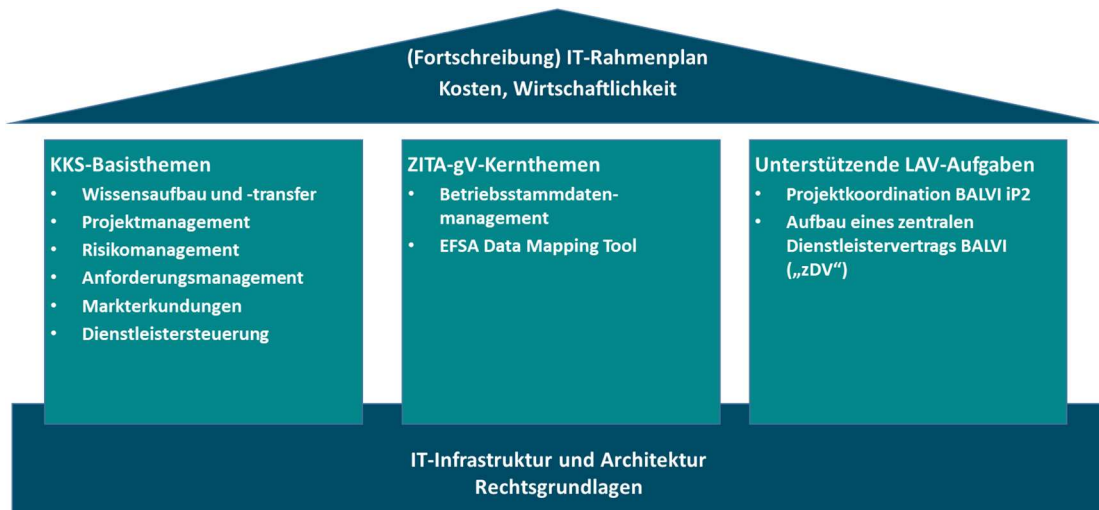 (Fortschreibung) IT-Rahmenplan
Kosten, Wirtschaftlichkeit
KKS-Basisthemen
• Wissensaufbau und -transfer
• Projektmanagement
• Risikomanagement
• Anforderungsmanagement
• Markterkundungen
• Dienstleistersteuerung
ZITA-gV-Kernthemen
• Betriebsstammdaten-
management
• EFSA Data Mapping Tool
Unterstützende LAV-Aufgaben
• Projektkoordination BALVI iP2
• Aufbau eines zentralen
Dienstleistervertrags BALVI
(„zDV“)
IT-Infrastruktur und Architektur
Rechtsgrundlagen